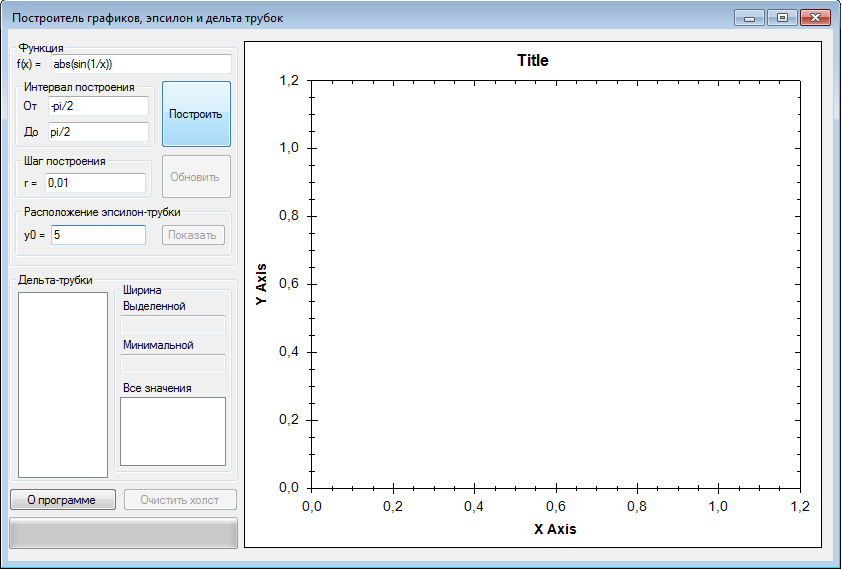 Построитель графиков, эпсилон и дельта трубок
Функция
f(x) = abs(sin(1/x))
Интервал построения
От -pi/2
До pi/2
Построить
Шаг построения
r = 0,01
Обновить
Расположение эпсилон-трубки
y0 = 5
Показать
Дельта-трубки
Ширина
Выделенной
Минимальной
Все значения
О программе
Очистить холст
Title
1,2
1,0
0,8
0,6
0,4
0,2
0,0
Y Axis
0,0 0,2 0,4 0,6 0,8 1,0 1,2
X Axis